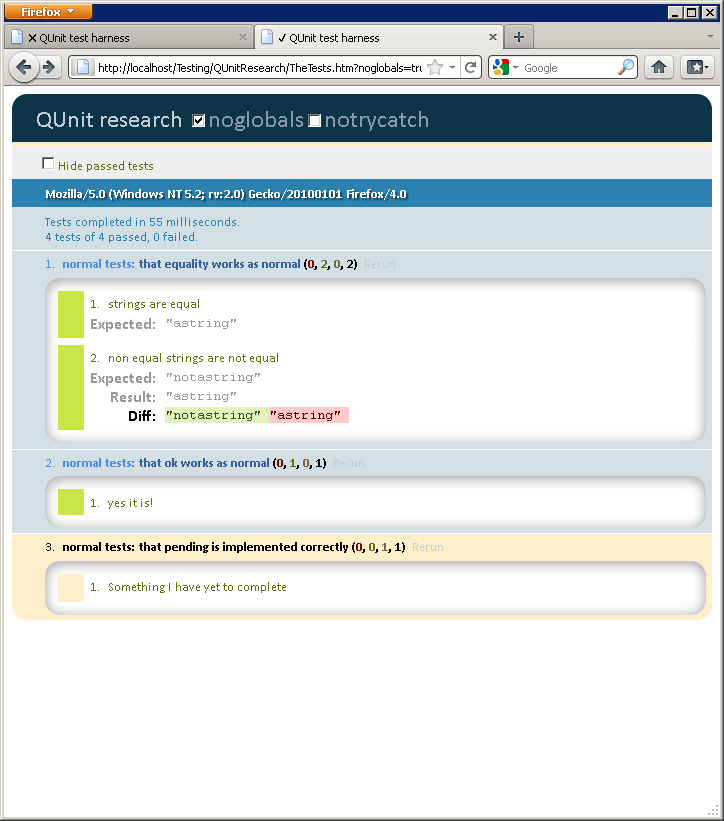 Firefox
QUnit test harness
✓ QUnit test harness
http://localhost/Testing/QUnitResearch/TheTests.htm?noglobals=tru
Google
QUnit research noglobals notrycatch
Hide passed tests
Mozilla/5.0 (Windows NT 5.2; rv:2.0) Gecko/20100101 Firefox/4.0
Tests completed in 55 milliseconds.
4 tests of 4 passed, 0 failed.
1. normal tests: that equality works as normal (0, 2, 0, 2) Rerun
1. strings are equal
Expected: "astring"
2. non equal strings are not equal
Expected: "notastring"
Result: "astring"
Diff: "notastring" "astring"
2. normal tests: that ok works as normal (0, 1, 0, 1) Rerun
1. yes it is!
3. normal tests: that pending is implemented correctly (0, 0, 1, 1) Rerun
1. Something I have yet to complete